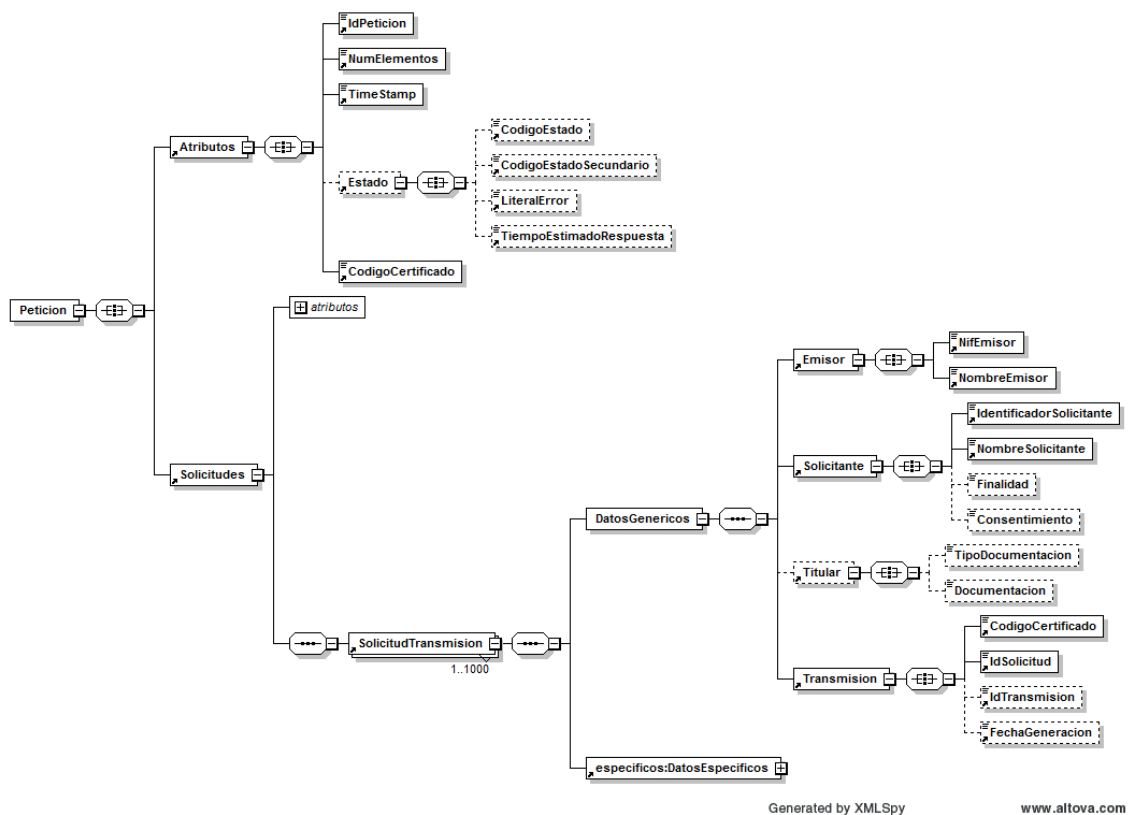 IdPeticion
NumElementos
TimeStamp
Atributos
CodigoEstado
CodigoEstadoSecundario
Estado
LiteralError
TiempoEstimadoRespuesta
CodigoCertificado
Peticion
atributos
Solicitudes
Emisor
NifEmisor
NombreEmisor
Solicitante
IdentificadorSolicitante
NombreSolicitante
Finalidad
Consentimiento
DatosGenericos
Titular
TipoDocumentacion
Documentacion
SolicitudTransmision
1..1000
Transmision
CodigoCertificado
IdSolicitud
IdTransmision
FechaGeneracion
especificos:DatosEspecificos
Generated by XMLSpy
www.altova.com